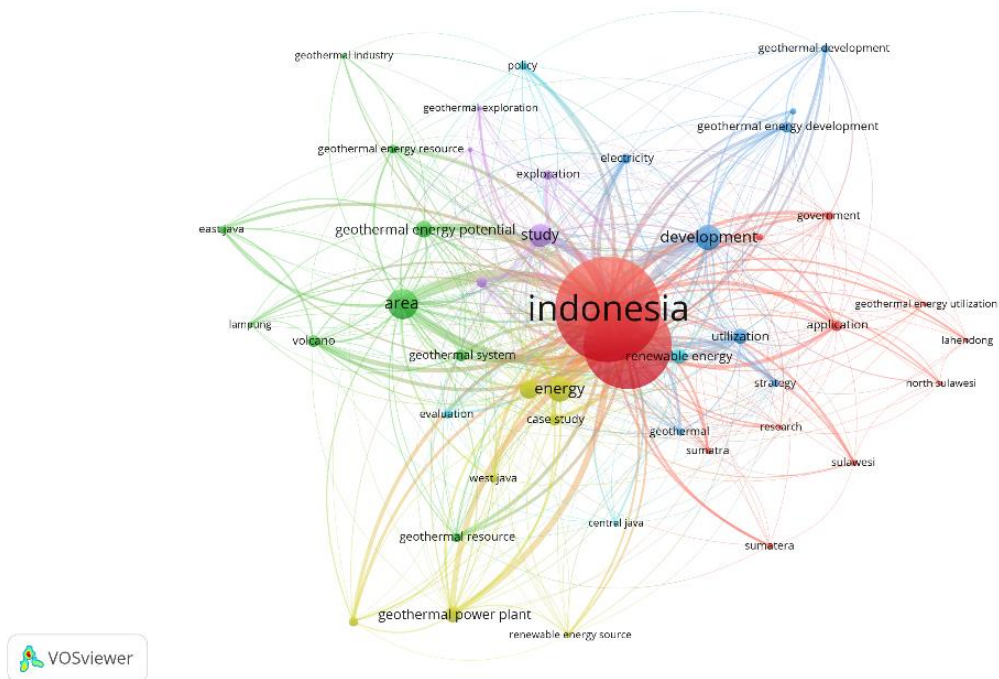 geothermal development
geothermal industry
policy
geothermal exploration
geothermal energy development
geothermal energy resource
electricity
exploration
government
east java
geothermal energy potential
study
development
area
indonesia
geothermal energy utilization
lampung
application
volcano
utilization
lahendong
geothermal system
renewable energy
energy
strategy
north sulawesi
evaluation
case study
geothermal
research
sumatra
sulawesi
west java
central java
geothermal resource
sumatera
geothermal power plant
renewable energy source
VOSviewer